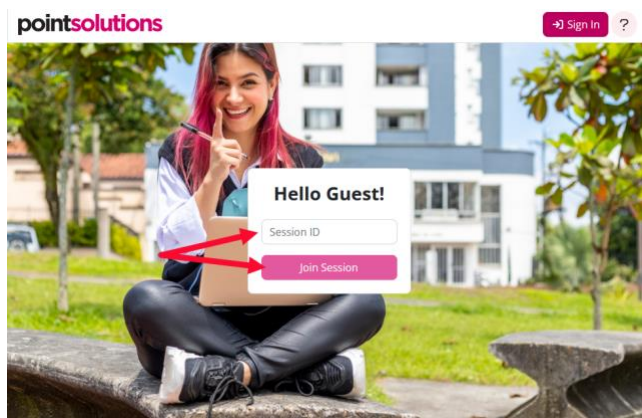 pointsolutions
Sign In
?
Hello Guest!
Session ID
Join Session